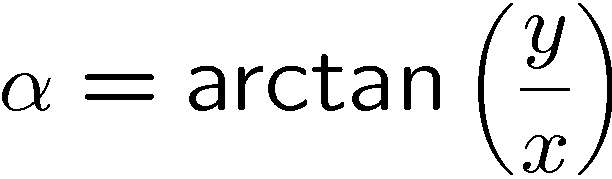 α = arctan (y/x)